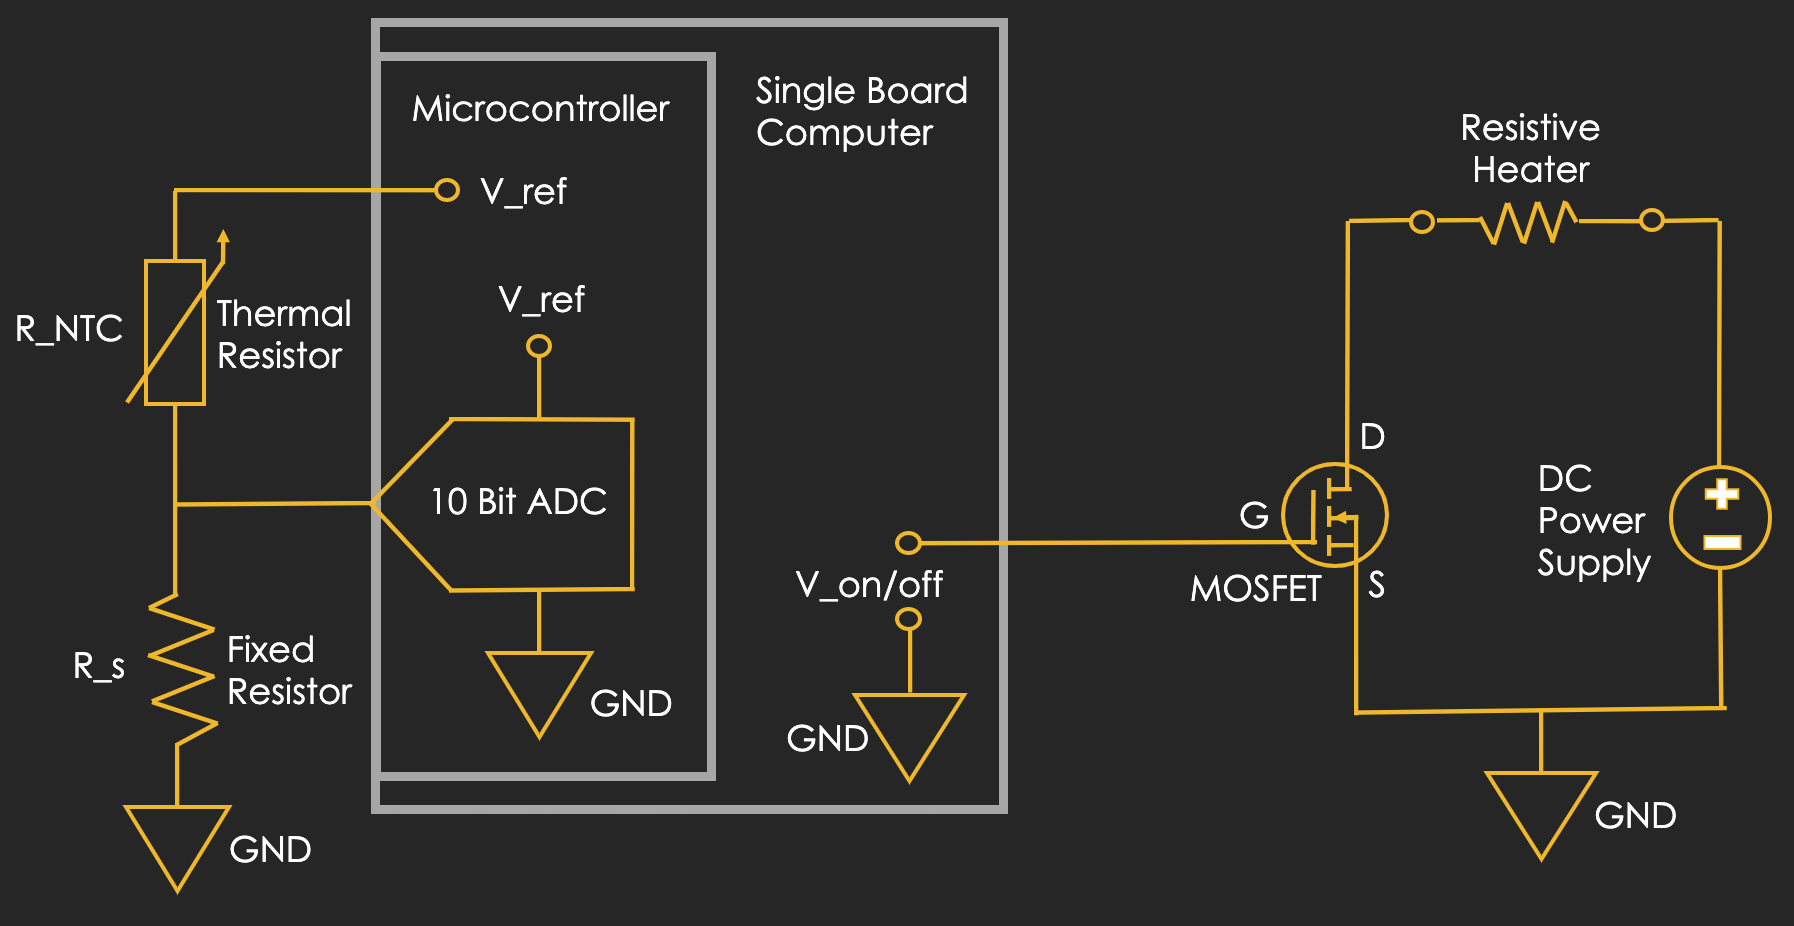 Microcontroller
Single Board
Computer
V_ref
Resistive
Heater
R_NTC
Thermal
Resistor
V_ref
10 Bit ADC
D
G
DC
Power
Supply
V_on/off
MOSFET
S
R_s
Fixed
Resistor
GND
GND
GND
GND